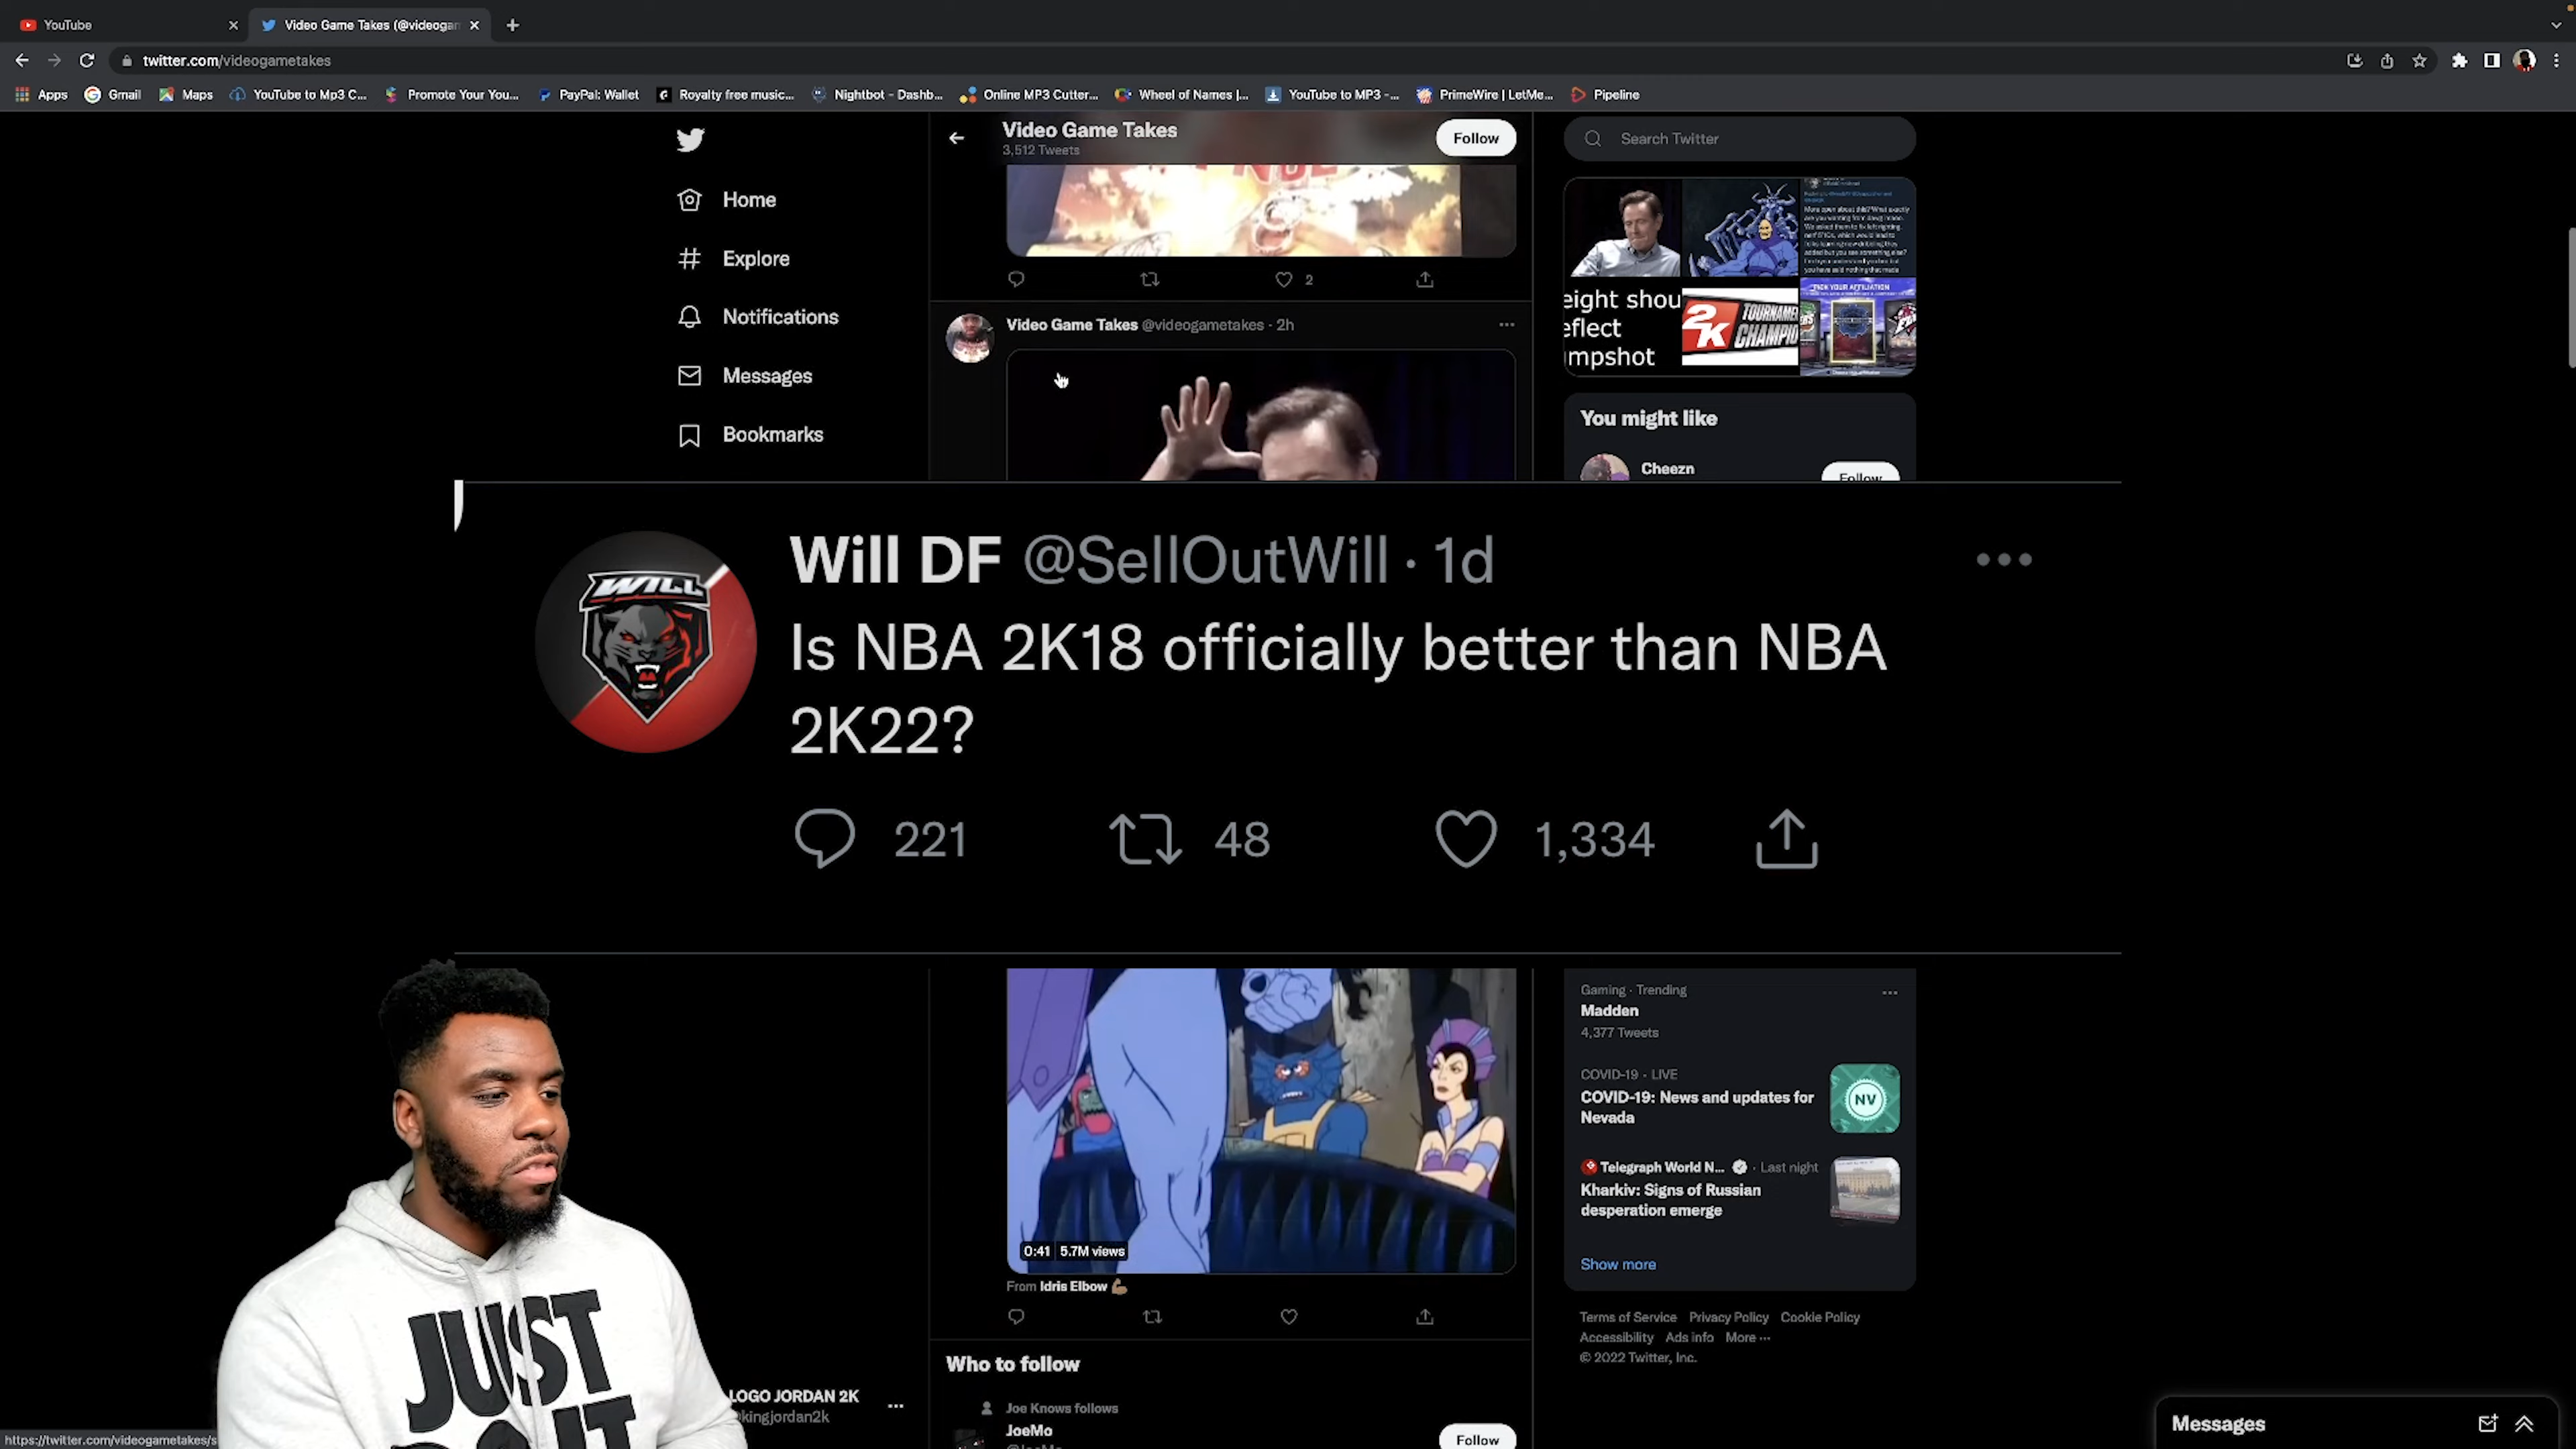 YouTube
Video Game Takes (@videogam
twitter.com/videogametakes
Apps
Gmail
Maps
YouTube to Mp3 C...
Promote Your You...
PayPal: Wallet
Royalty free music...
Nightbot - Dashb...
Online MP3 Cutter...
Wheel of Names |...
YouTube to MP3 -...
PrimeWire | LetMe...
Pipeline
Home
Explore
Notifications
Messages
Bookmarks
Video Game Takes
3,512 Tweets
Follow
2
Video Game Takes @videogametakes · 2h
Search Twitter
eight shou
eflect
mpshot
2K TOURNAME
CHAMPIO
PICK YOUR AFFILIATION
You might like
Cheezn
Follow
WILL
Will DF @SellOutWill · 1d
Is NBA 2K18 officially better than NBA
2K22?
221
48
1,334
0:41 5.7M views
From Idris Elbow 💪🏽
Who to follow
Joe Knows follows
JoeMo
Follow
Gaming · Trending
Madden
4,377 Tweets
COVID-19 · LIVE
COVID-19: News and updates for
Nevada
NV
Telegraph World N... · Last night
Kharkiv: Signs of Russian
desperation emerge
Show more
Terms of Service Privacy Policy Cookie Policy
Accessibility Ads info More ···
© 2022 Twitter, Inc.
JUST
DO IT
LOGO JORDAN 2K
@kingjordan2k
https://twitter.com/videogametakes/s
Messages